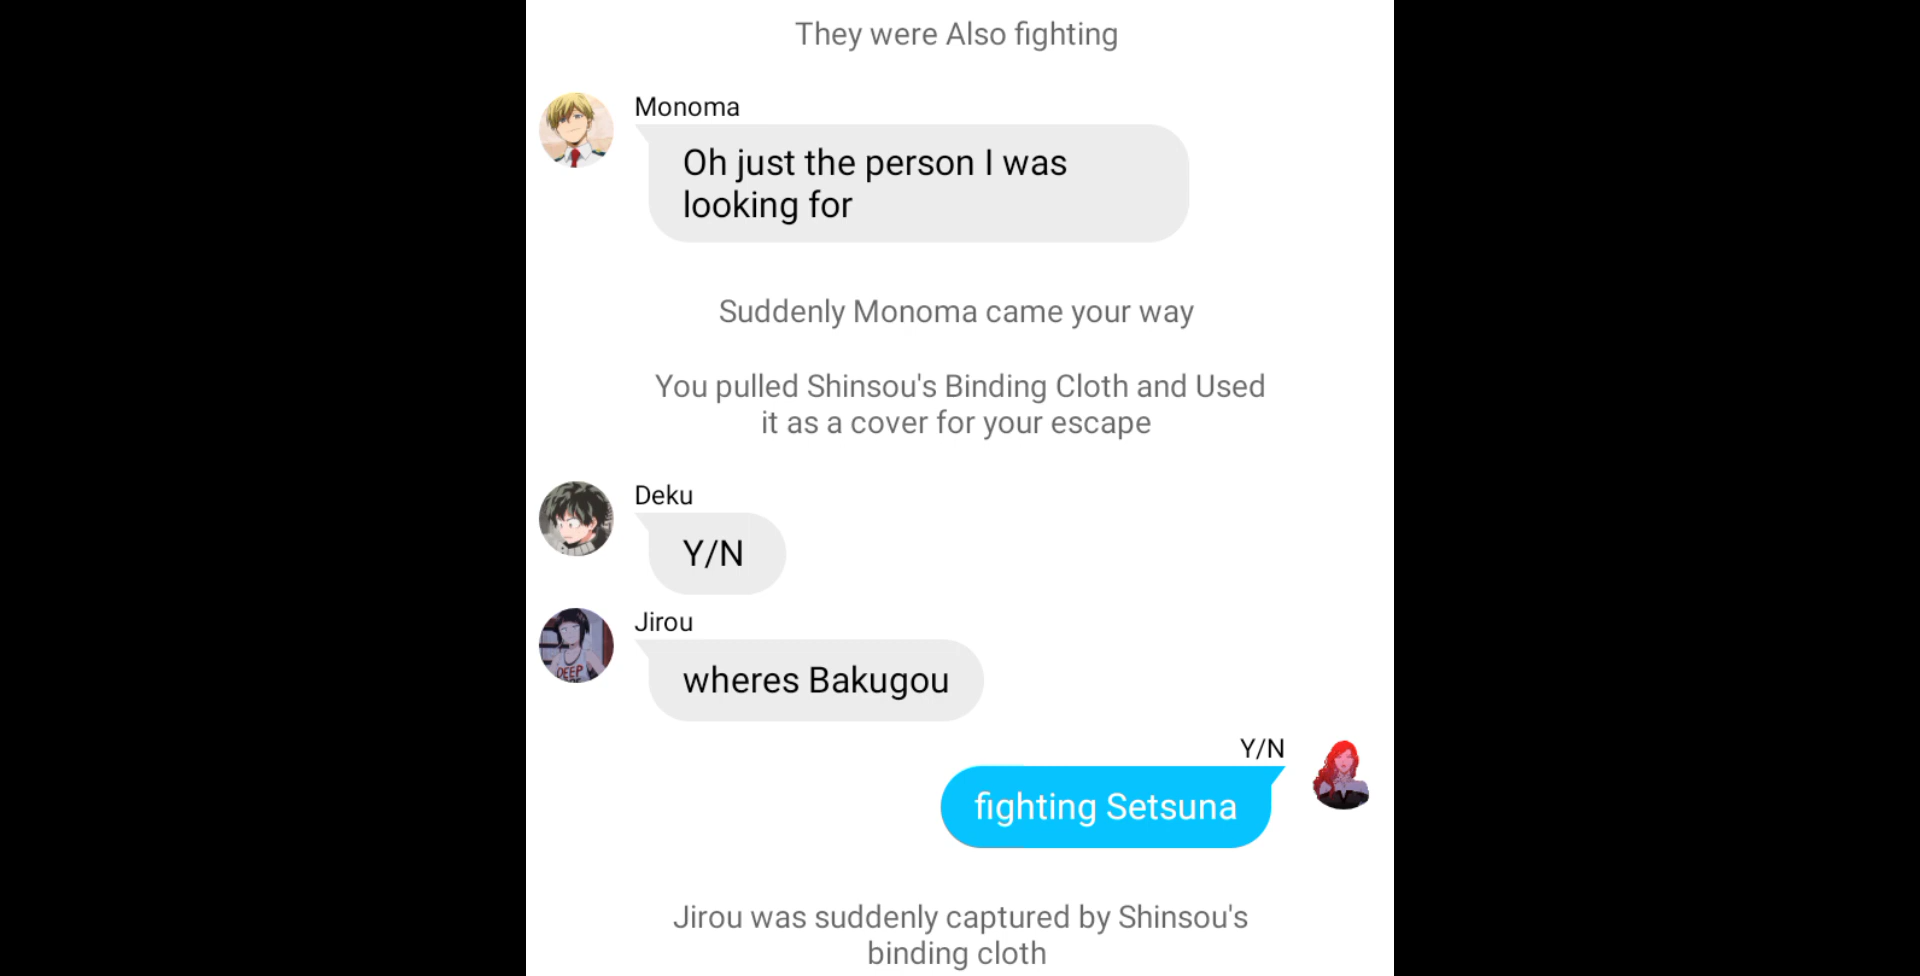 They were Also fighting
Monoma
Oh just the person I was
looking for
Suddenly Monoma came your way
You pulled Shinsou's Binding Cloth and Used
it as a cover for your escape
Deku
Y/N
Jirou
DEEP
wheres Bakugou
Y/N
fighting Setsuna
Jirou was suddenly captured by Shinsou's
binding cloth